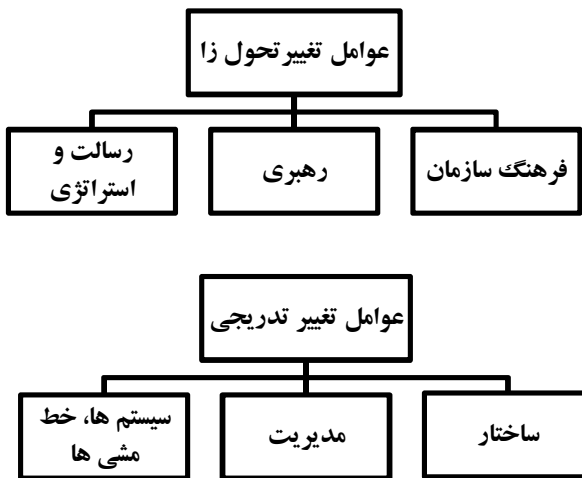 عوامل تغییرتحول زا
فرهنگ سازمان
رهبری
رسالت و
استراتژی
عوامل تغییر تدریجی
ساختار
مدیریت
سیستم ها، خط
مشی ها